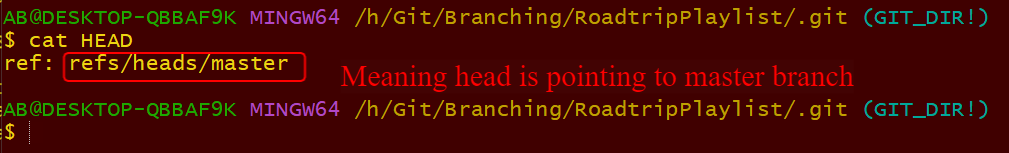 AB@DESKTOP-QBBAF9K MINGW64 /h/Git/Branching/RoadtripPlaylist/.git (GIT_DIR!)
$ cat HEAD
ref: refs/heads/master
Meaning head is pointing to master branch
AB@DESKTOP-QBBAF9K MINGW64 /h/Git/Branching/RoadtripPlaylist/.git (GIT_DIR!)
$